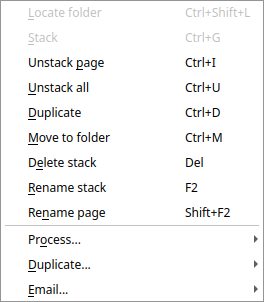 Locate folder Ctrl+Shift+L
Stack Ctrl+G
Unstack page Ctrl+I
Unstack all Ctrl+U
Duplicate Ctrl+D
Move to folder Ctrl+M
Delete stack Del
Rename stack F2
Rename page Shift+F2
Process...
Duplicate...
Email...